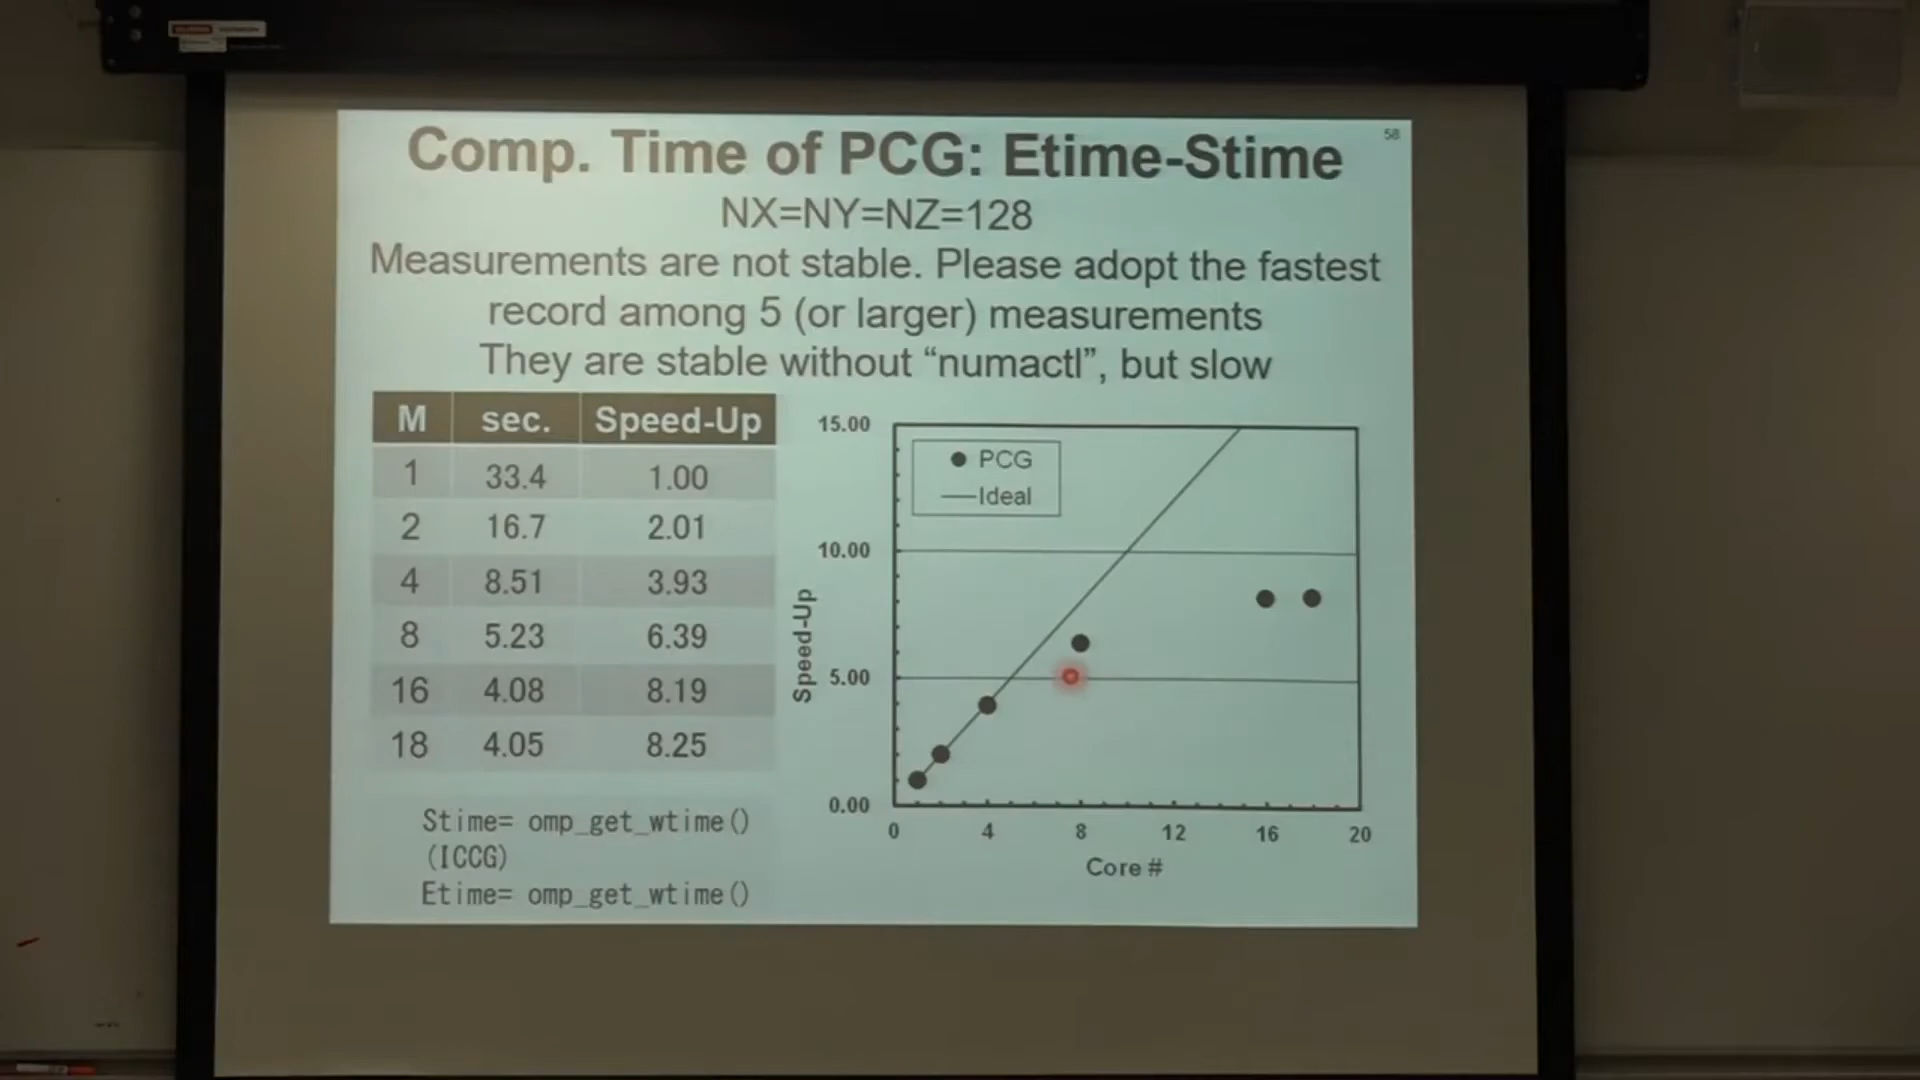 58
Comp. Time of PCG: Etime-Stime
NX=NY=NZ=128
Measurements are not stable. Please adopt the fastest
record among 5 (or larger) measurements
They are stable without “numactl”, but slow
M sec. Speed-Up
1 33.4 1.00
2 16.7 2.01
4 8.51 3.93
8 5.23 6.39
16 4.08 8.19
18 4.05 8.25
Stime= omp_get_wtime()
(ICCG)
Etime= omp_get_wtime()
15.00
10.00
5.00
0.00
Speed-Up
PCG
Ideal
0 4 8 12 16 20
Core #